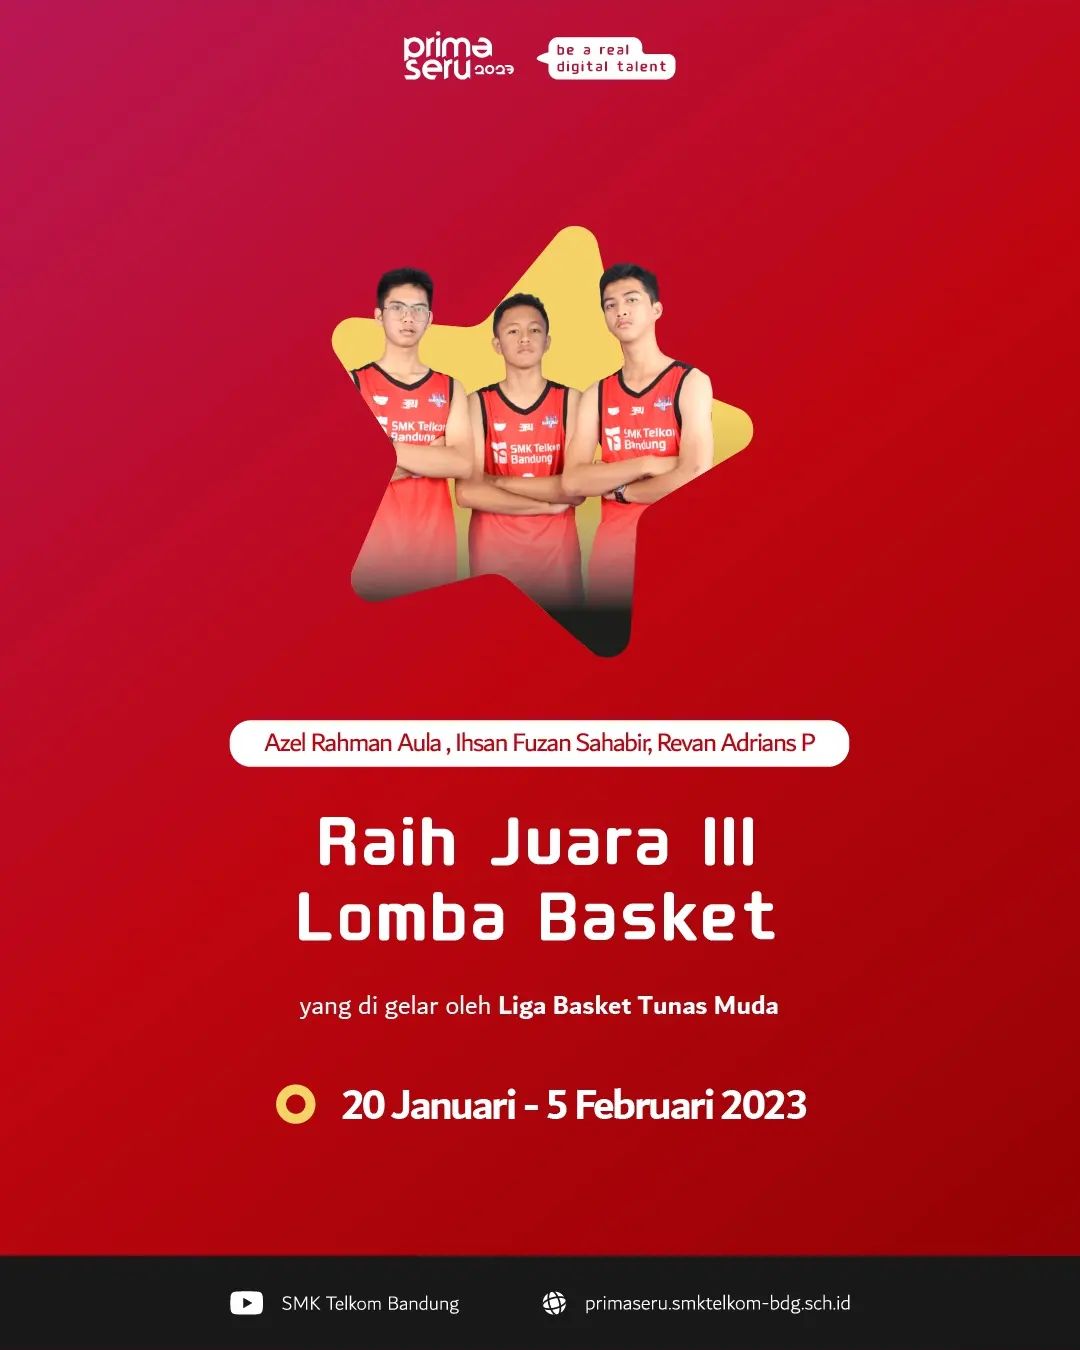 prima
seru 2023
be a real
digital talent
SMK Telkom
Bandung
SMK Telkom
Bandung
SMK Telkom
Bandung
Azel Rahman Aula , Ihsan Fuzan Sahabir, Revan Adrians P
Raih Juara III
Lomba Basket
yang di gelar oleh Liga Basket Tunas Muda
20 Januari - 5 Februari 2023
SMK Telkom Bandung
primaseru.smktelkom-bdg.sch.id